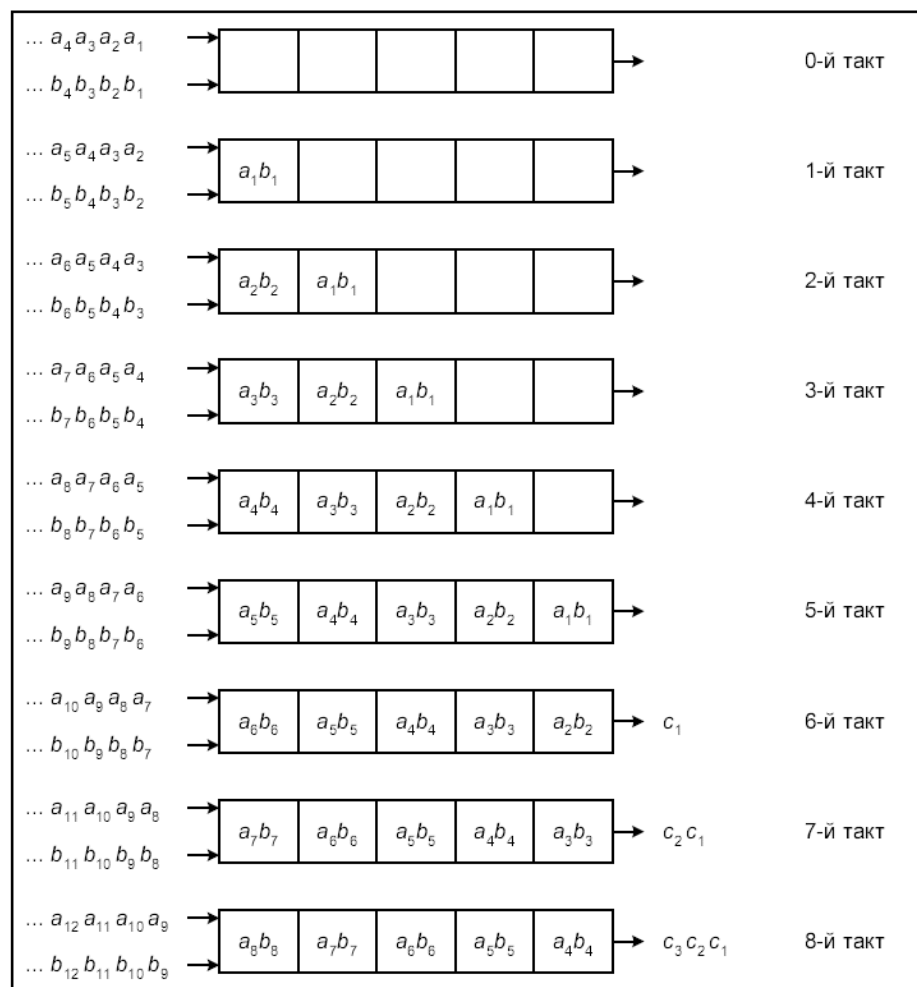 ... a₄ a₃ a₂ a₁
0-й такт
... b₄ b₃ b₂ b₁
... a₅ a₄ a₃ a₂
a₁b₁ 1-й такт
... b₅ b₄ b₃ b₂
... a₆ a₅ a₄ a₃
a₂b₂ a₁b₁ 2-й такт
... b₆ b₅ b₄ b₃
... a₇ a₆ a₅ a₄
a₃b₃ a₂b₂ a₁b₁ 3-й такт
... b₇ b₆ b₅ b₄
... a₈ a₇ a₆ a₅
a₄b₄ a₃b₃ a₂b₂ a₁b₁ 4-й такт
... b₈ b₇ b₆ b₅
... a₉ a₈ a₇ a₆
a₅b₅ a₄b₄ a₃b₃ a₂b₂ a₁b₁ 5-й такт
... b₉ b₈ b₇ b₆
... a₁₀ a₉ a₈ a₇
a₆b₆ a₅b₅ a₄b₄ a₃b₃ a₂b₂ c₁ 6-й такт
... b₁₀ b₉ b₈ b₇
... a₁₁ a₁₀ a₉ a₈
a₇b₇ a₆b₆ a₅b₅ a₄b₄ a₃b₃ c₂ c₁ 7-й такт
... b₁₁ b₁₀ b₉ b₈
... a₁₂ a₁₁ a₁₀ a₉
a₈b₈ a₇b₇ a₆b₆ a₅b₅ a₄b₄ c₃ c₂ c₁ 8-й такт
... b₁₂ b₁₁ b₁₀ b₉